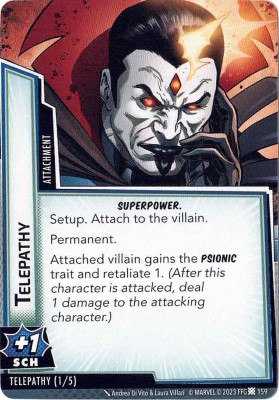 ATTACHMENT
TELEPATHY
SUPERPOWER.
Setup. Attach to the villain.
Permanent.
Attached villain gains the PSIONIC
trait and retaliate 1. (After this
character is attacked, deal
1 damage to the attacking
character.)
+1
SCH
TELEPATHY (1/5)
Andrea Di Vito & Laura Villari © MARVEL © 2023 FFG 159